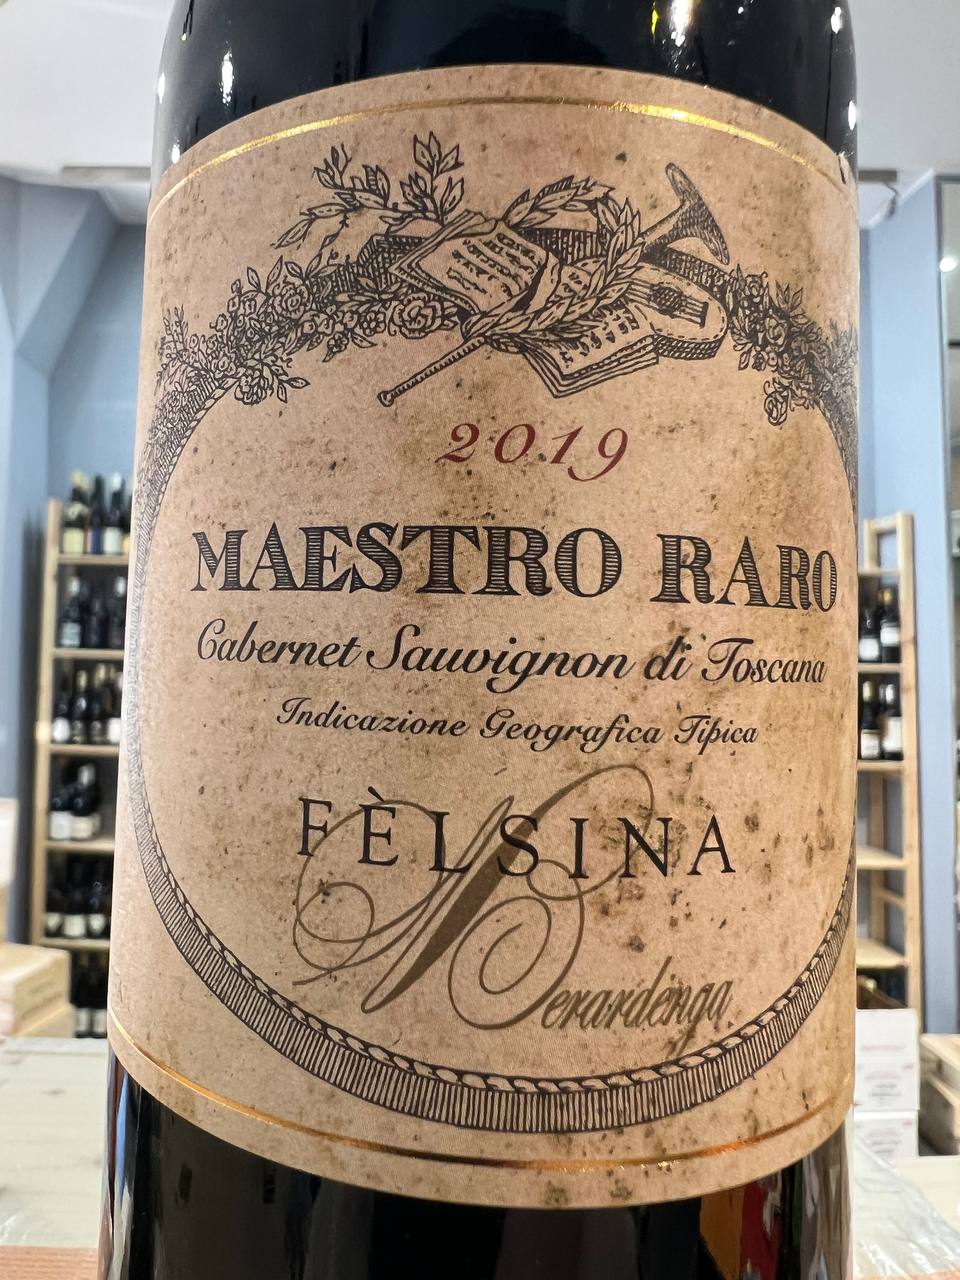 2019
MAESTRO RARO
Cabernet Sauvignon di Toscana
Indicazione Geografica Tipica
FÈLSINA
Berardenga